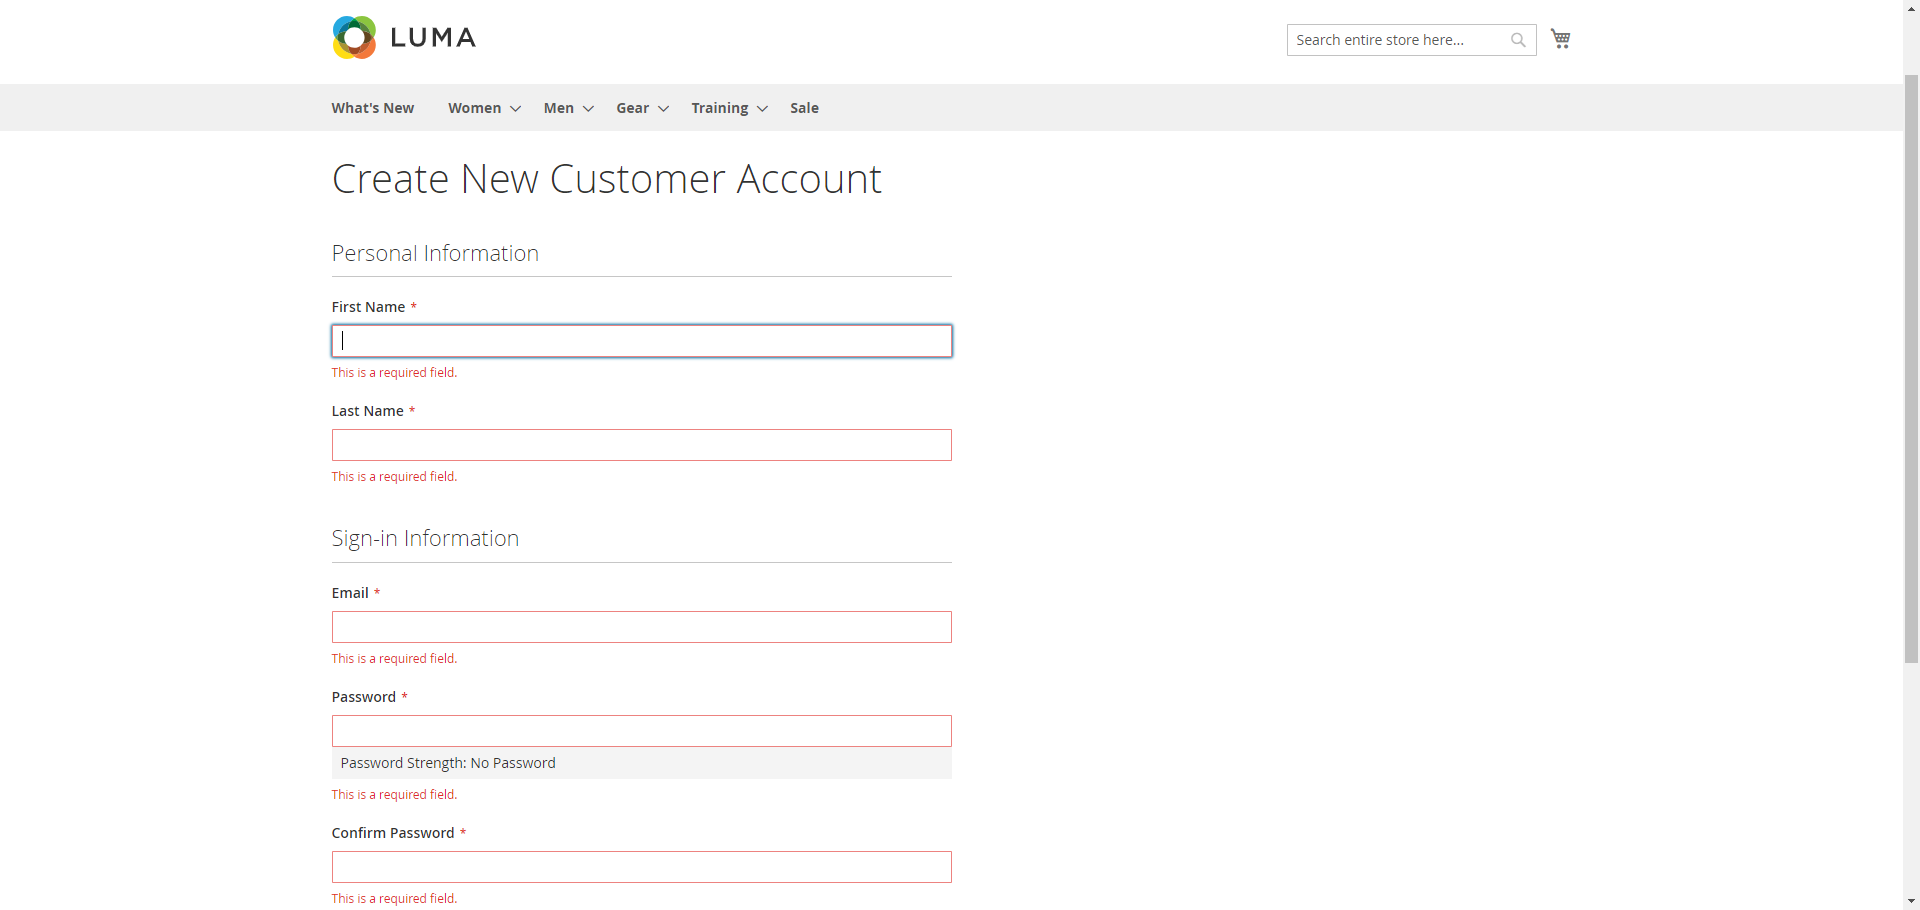 LUMA
Search entire store here...
What's New Women Men Gear Training Sale
Create New Customer Account
Personal Information
First Name *
This is a required field.
Last Name *
This is a required field.
Sign-in Information
Email *
This is a required field.
Password *
Password Strength: No Password
This is a required field.
Confirm Password *
This is a required field.